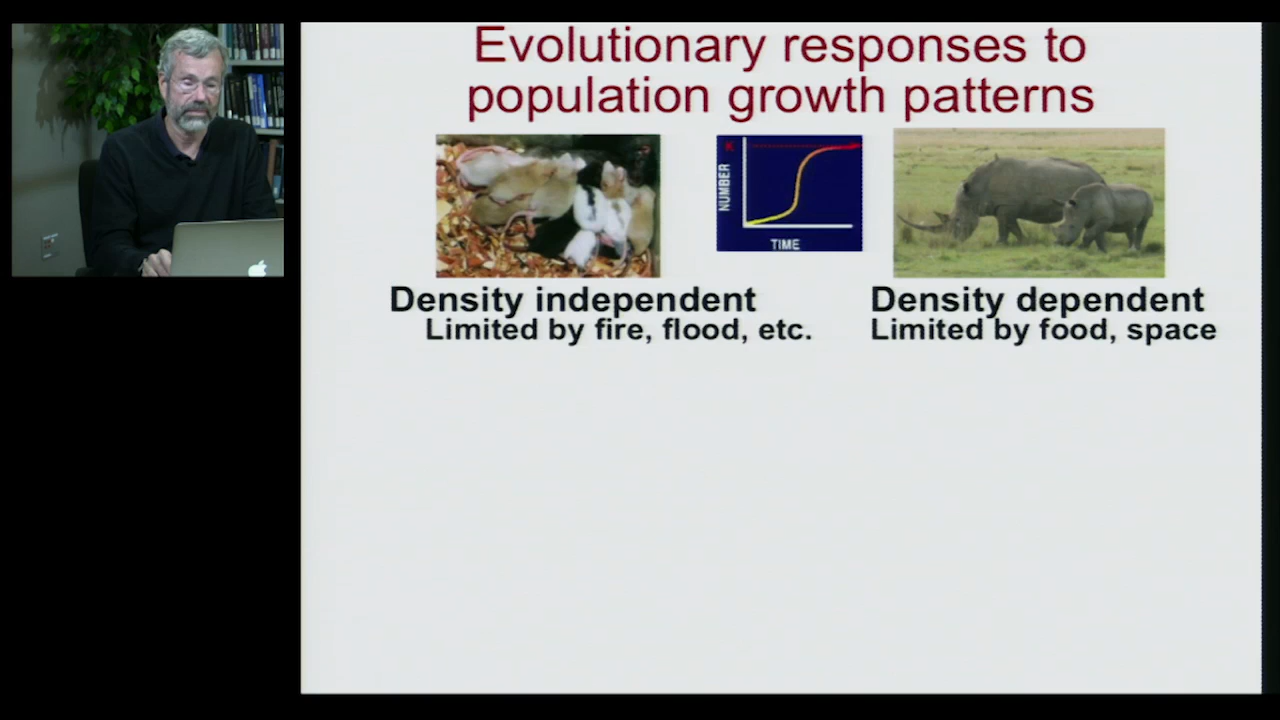 Evolutionary responses to
population growth patterns
K
NUMBER
TIME
Density independent
Limited by fire, flood, etc.
Density dependent
Limited by food, space